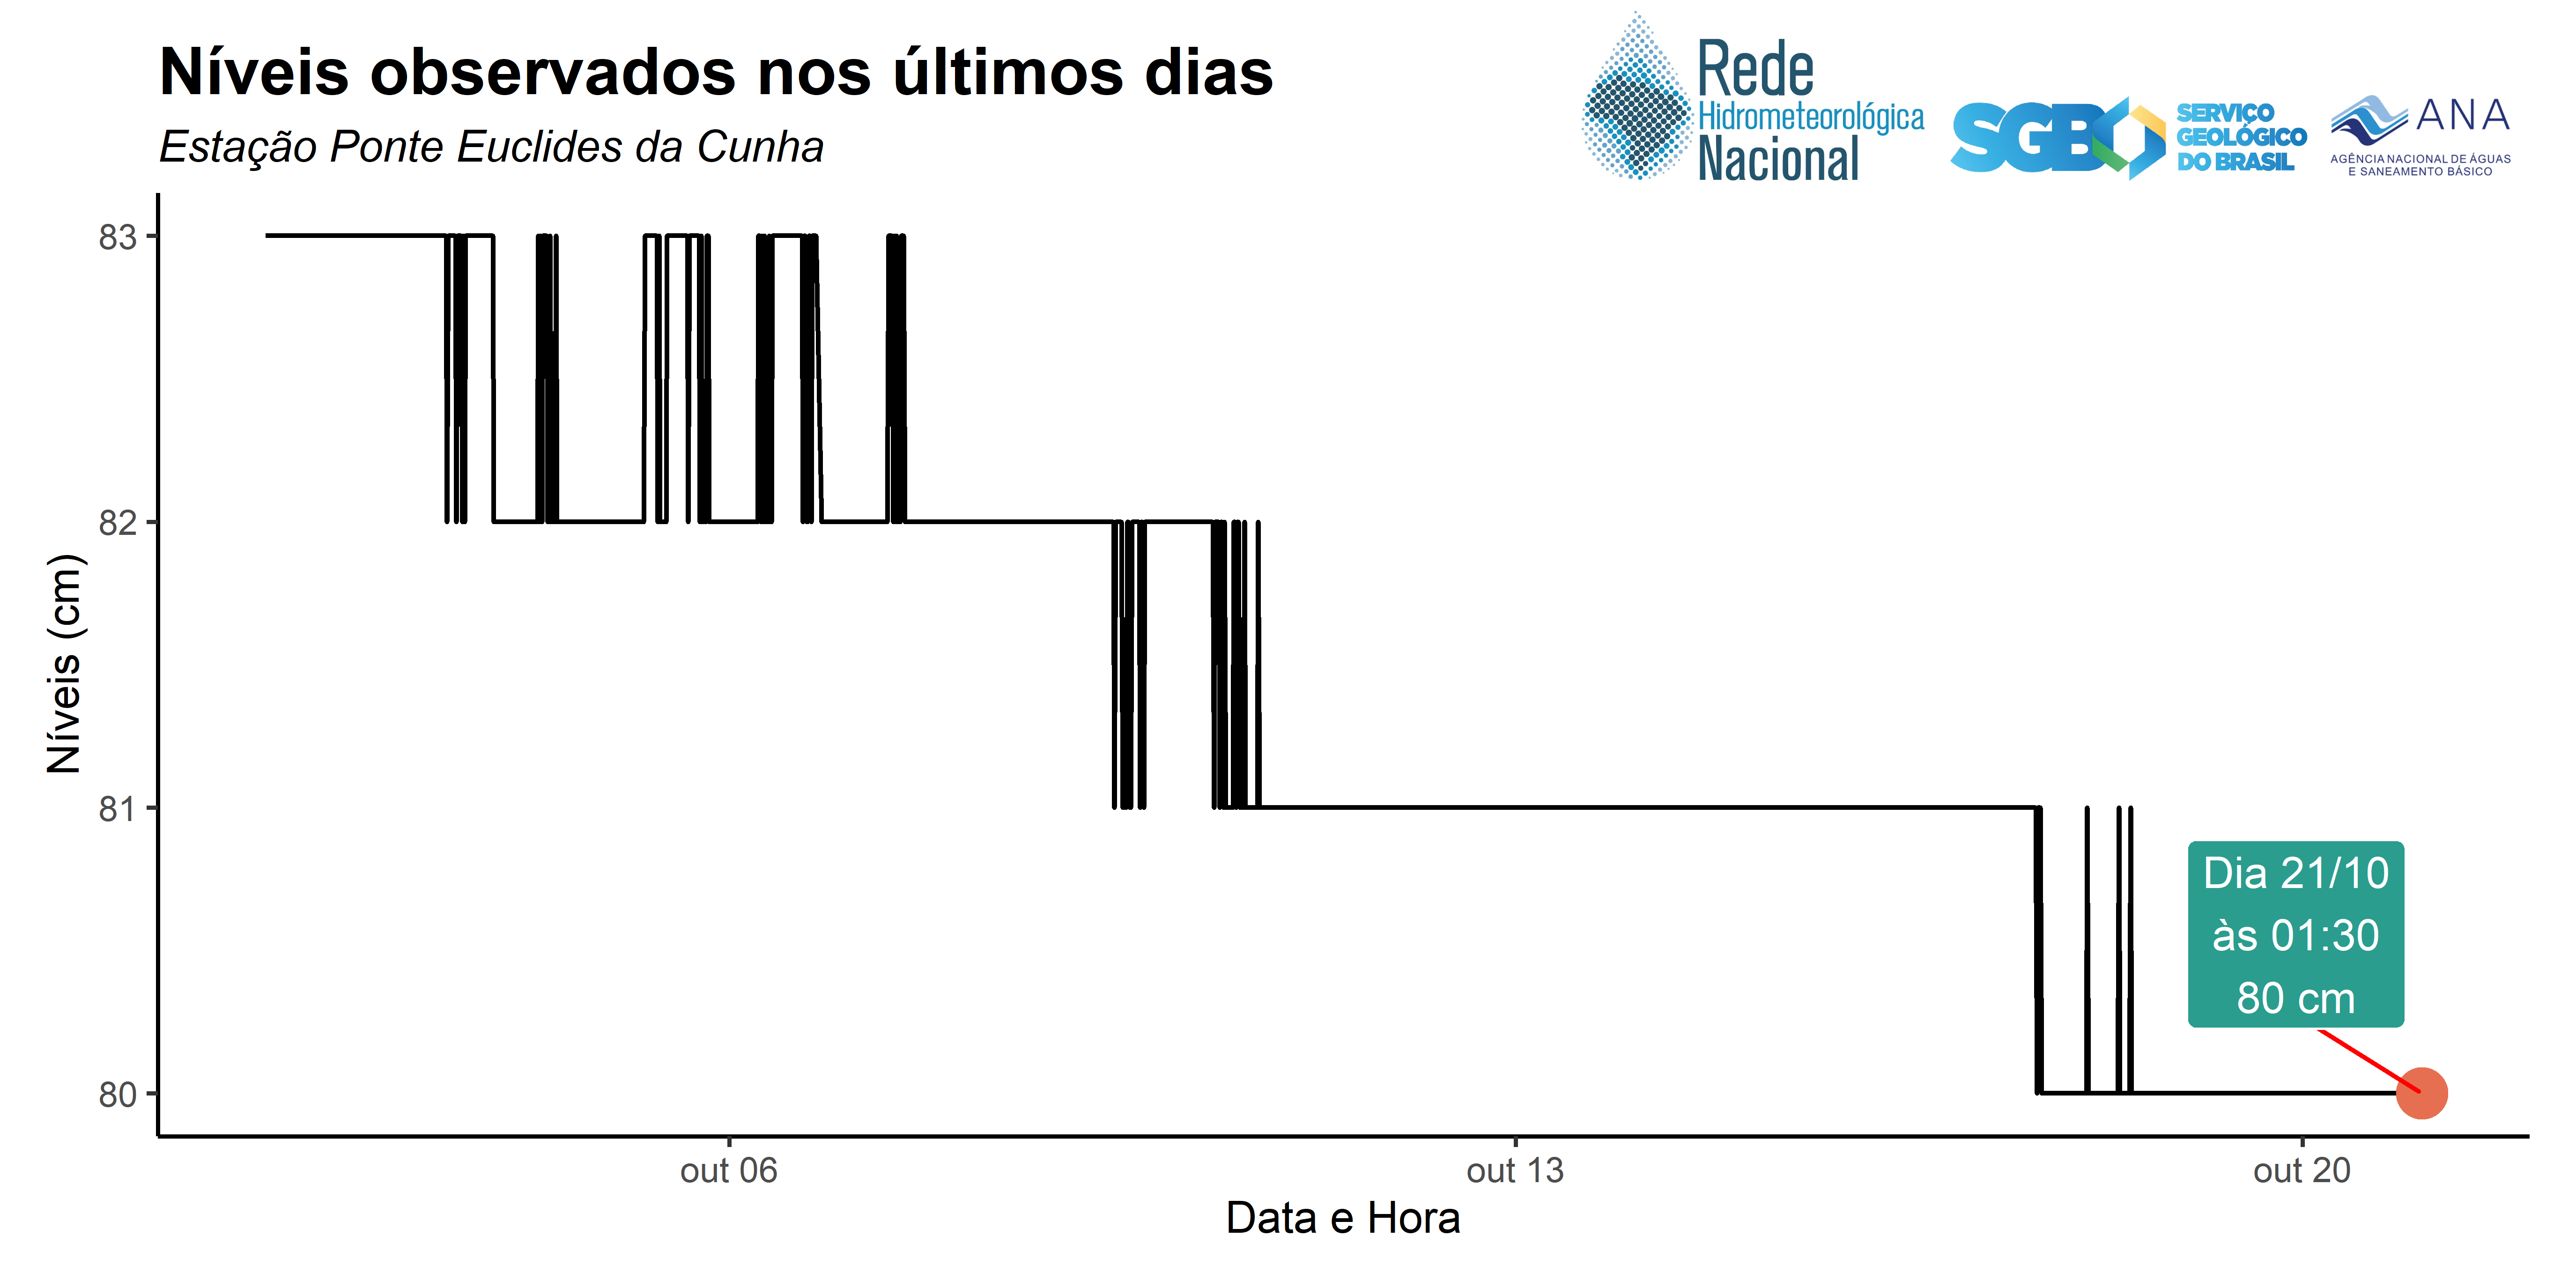 Níveis observados nos últimos dias
Estação Ponte Euclides da Cunha
Rede
Hidrometeorológica
Nacional
SGB
SERVIÇO
GEOLÓGICO
DO BRASIL
ANA
AGÊNCIA NACIONAL DE ÁGUAS
E SANEAMENTO BÁSICO
Níveis (cm)
83
82
81
80
Dia 21/10
às 01:30
80 cm
out 06
out 13
out 20
Data e Hora